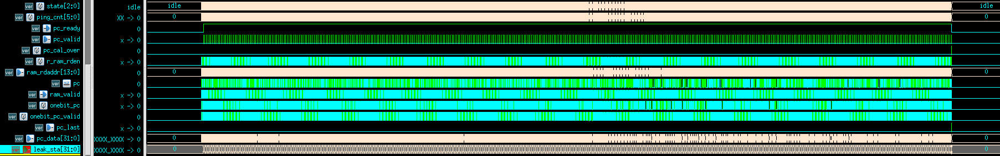 ver state[2:0] idle idle idle
ver ping_cnt[5:0] XX -> 0 0 0
ver pc_ready 0
ver pc_valid x -> 0
ver pc_cal_over 0
ver r_ram_rden x -> 0
ver ram_rdaddr[13:0] 0 0 0
ver pc 0
ver ram_valid x -> 0
ver onebit_pc x -> 0
ver onebit_pc_valid 0
ver pc_last x -> 0
ver pc_data[31:0] XXXX_XXXX -> 0 0 0
ver leak_sta[31:0] XXXX_XXXX -> 0 0 0